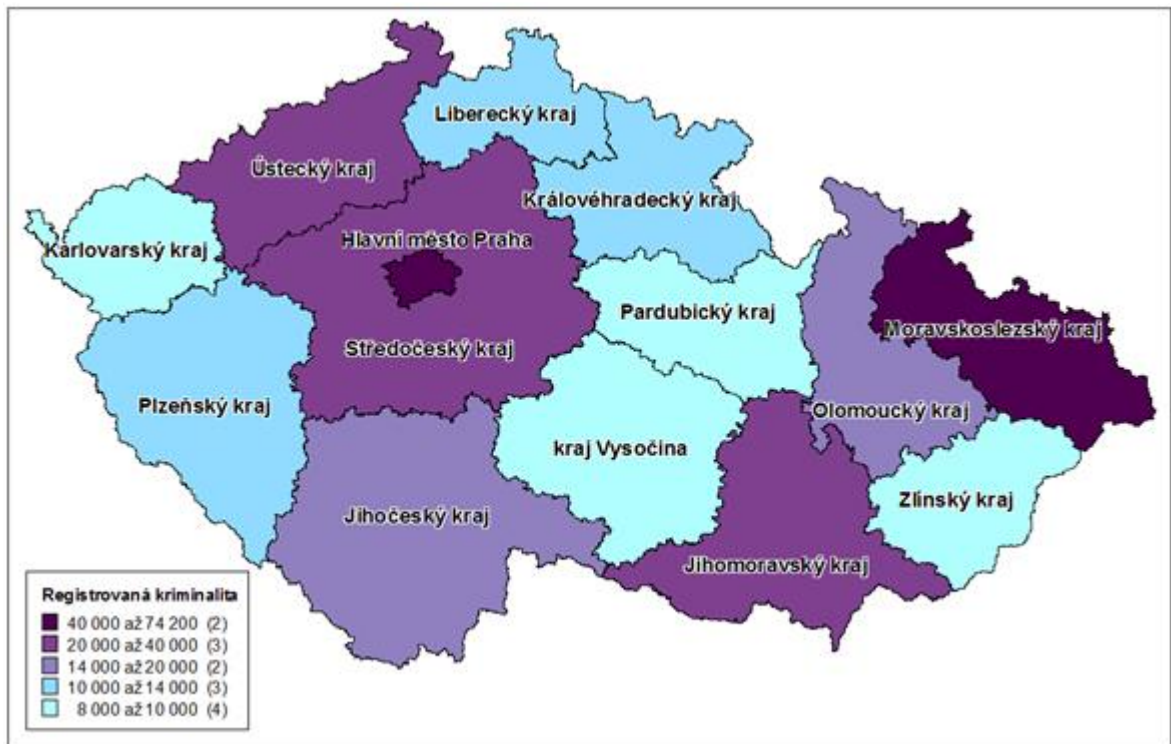 Liberecký kraj
Ústecký kraj
Královéhradecký kraj
Karlovarský kraj
Hlavní město Praha
Pardubický kraj
Moravskoslezský kraj
Středočeský kraj
Plzeňský kraj
Olomoucký kraj
kraj Vysočina
Zlínský kraj
Jihočeský kraj
Jihomoravský kraj
Registrovaná kriminalita
40 000 až 74 200 (2)
20 000 až 40 000 (3)
14 000 až 20 000 (2)
10 000 až 14 000 (3)
8 000 až 10 000 (4)